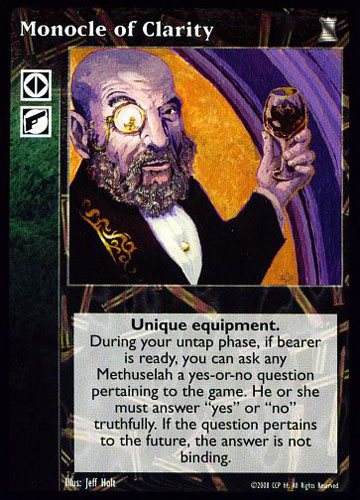 Monocle of Clarity
Unique equipment.
During your untap phase, if bearer
is ready, you can ask any
Methuselah a yes-or-no question
pertaining to the game. He or she
must answer “yes” or “no”
truthfully. If the question pertains
to the future, the answer is not
binding.
Illus: Jeff Holt
©2008 CCP hf. All Rights Reserved